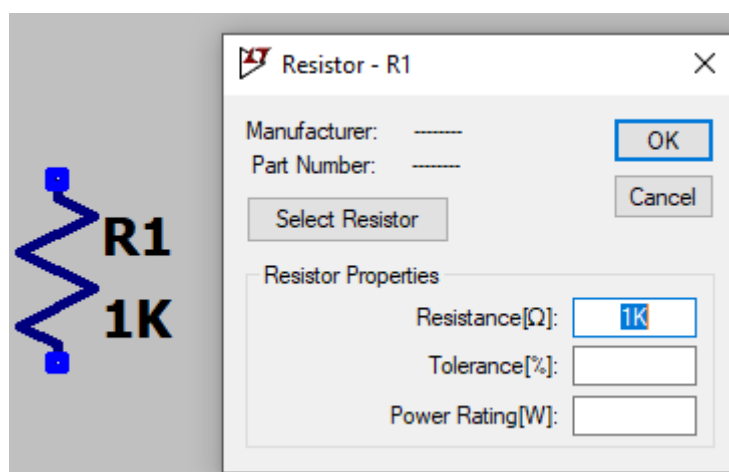 Resistor - R1
Manufacturer: --------
Part Number: --------
OK
Cancel
Select Resistor
R1
1K
Resistor Properties
Resistance[Ω]: 1K
Tolerance[%]:
Power Rating[W]: